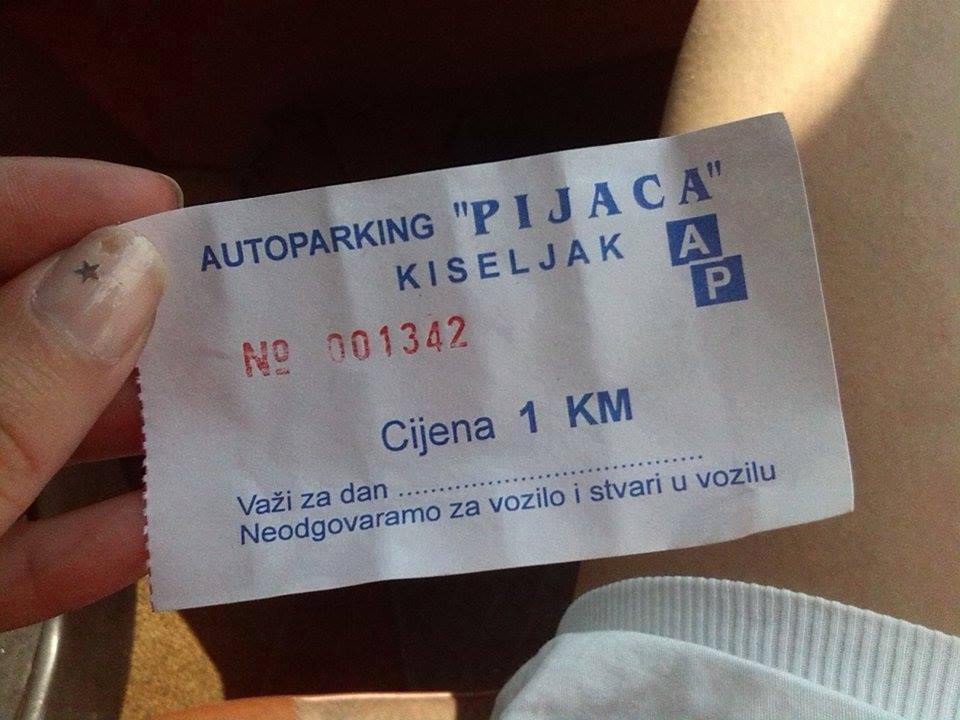 AUTOPARKING "PIJACA"
KISELJAK
A
P
Nº 001342
Cijena 1 KM
Važi za dan ........................................
Neodgovaramo za vozilo i stvari u vozilu